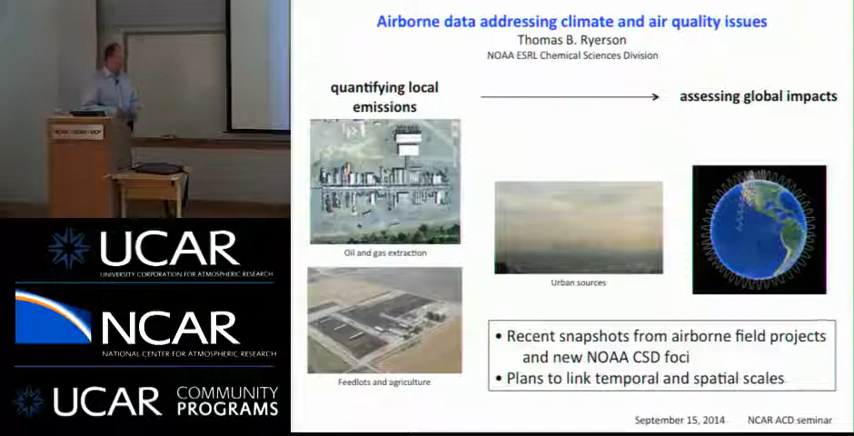 Airborne data addressing climate and air quality issues
Thomas B. Ryerson
NOAA ESRL Chemical Sciences Division
quantifying local
emissions
assessing global impacts
Oil and gas extraction
Urban sources
Feedlots and agriculture
• Recent snapshots from airborne field projects
and new NOAA CSD foci
• Plans to link temporal and spatial scales
September 15, 2014 NCAR ACD seminar
UCAR
UNIVERSITY CORPORATION FOR ATMOSPHERIC RESEARCH
NCAR
NATIONAL CENTER FOR ATMOSPHERIC RESEARCH
UCAR COMMUNITY
PROGRAMS